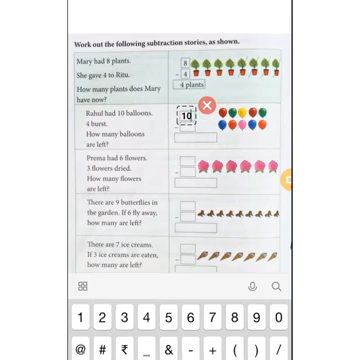 Work out the following subtraction stories, as shown.
Mary had 8 plants.
She gave 4 to Ritu.
How many plants does Mary
have now?
8
- 4
4 plants
Rahul had 10 balloons.
4 burst.
How many balloons
are left?
10
-
Prema had 6 flowers.
3 flowers dried.
How many flowers
are left?
-
There are 9 butterflies in
the garden. If 6 fly away,
how many are left?
-
There are 7 ice creams.
If 3 ice creams are eaten,
how many are left?
-
1 2 3 4 5 6 7 8 9 0
@ # ₹ _ & - + ( ) /